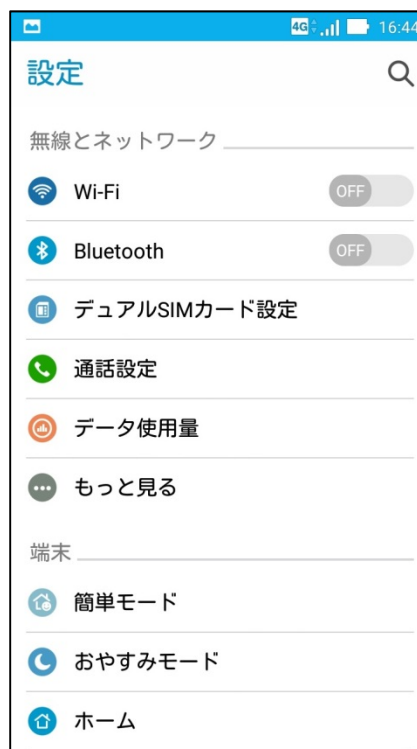 4G 16:44
設定
無線とネットワーク
Wi-Fi OFF
Bluetooth OFF
デュアルSIMカード設定
通話設定
データ使用量
もっと見る
端末
簡単モード
おやすみモード
ホーム